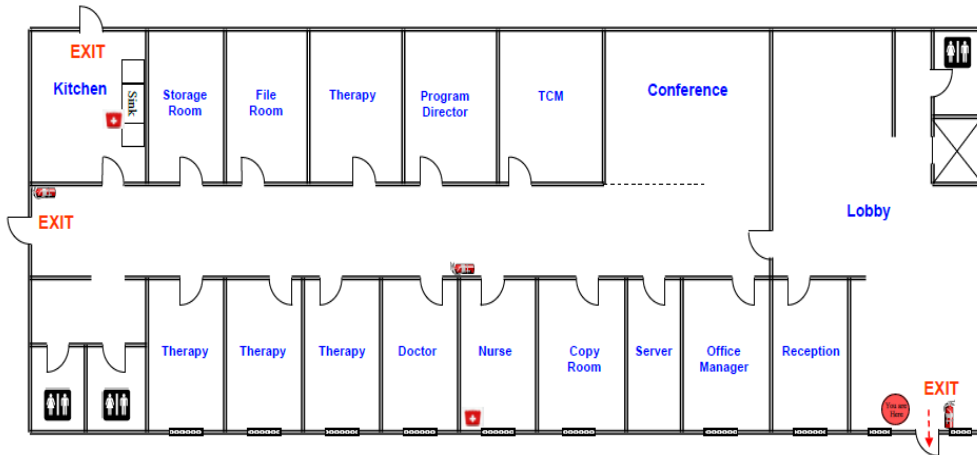 EXIT
Kitchen
Sink
Storage
Room
File
Room
Therapy
Program
Director
TCM
Conference
EXIT
Lobby
Therapy
Therapy
Therapy
Doctor
Nurse
Copy
Room
Server
Office
Manager
Reception
EXIT
You are
Here